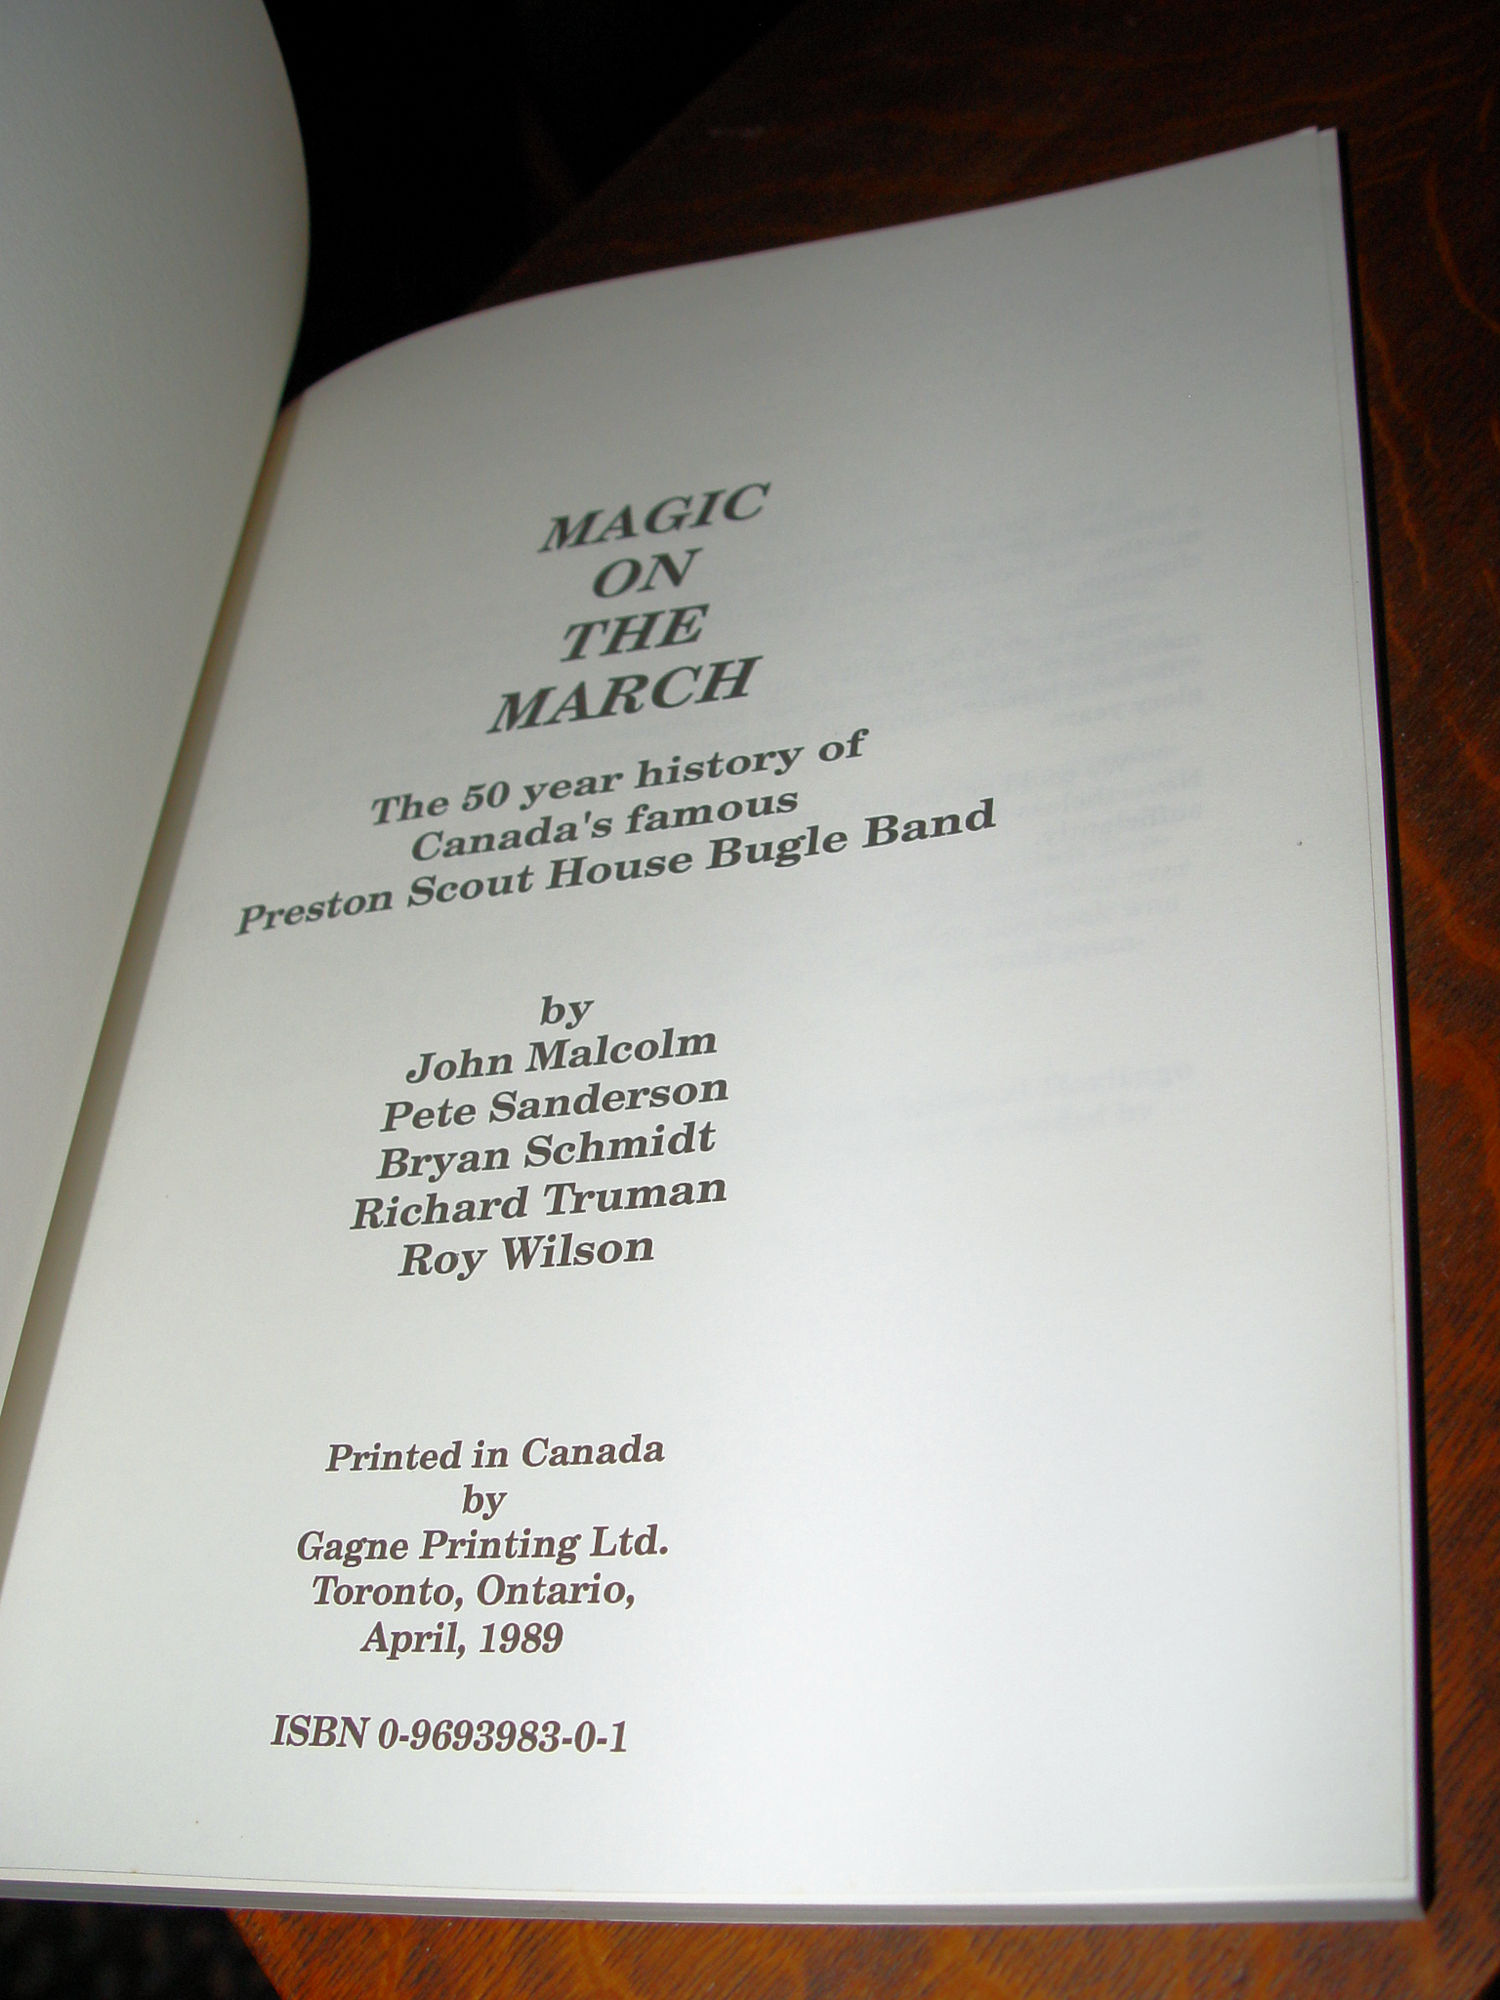 MAGIC
ON
THE
MARCH
The 50 year history of
Canada's famous
Preston Scout House Bugle Band
by
John Malcolm
Pete Sanderson
Bryan Schmidt
Richard Truman
Roy Wilson
Printed in Canada
by
Gagne Printing Ltd.
Toronto, Ontario,
April, 1989
ISBN 0-9693983-0-1